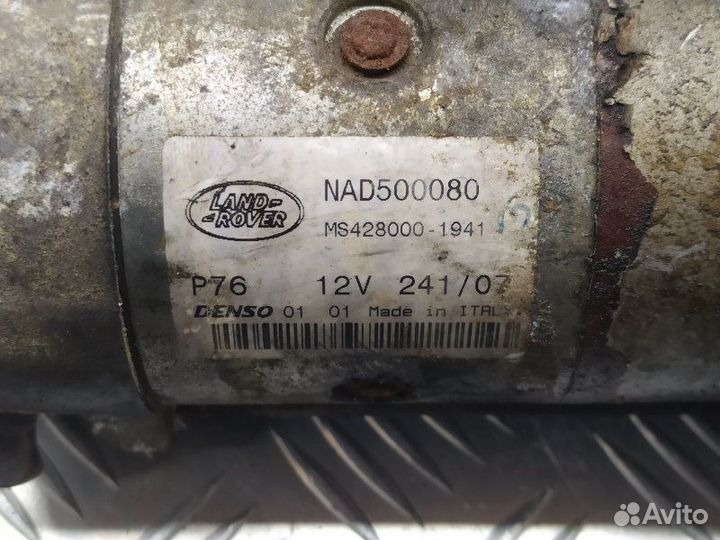 LAND-
-ROVER
NAD500080
MS428000-1941
P76 12V 241/07
DENSO 01 01 Made in ITALY
Avito